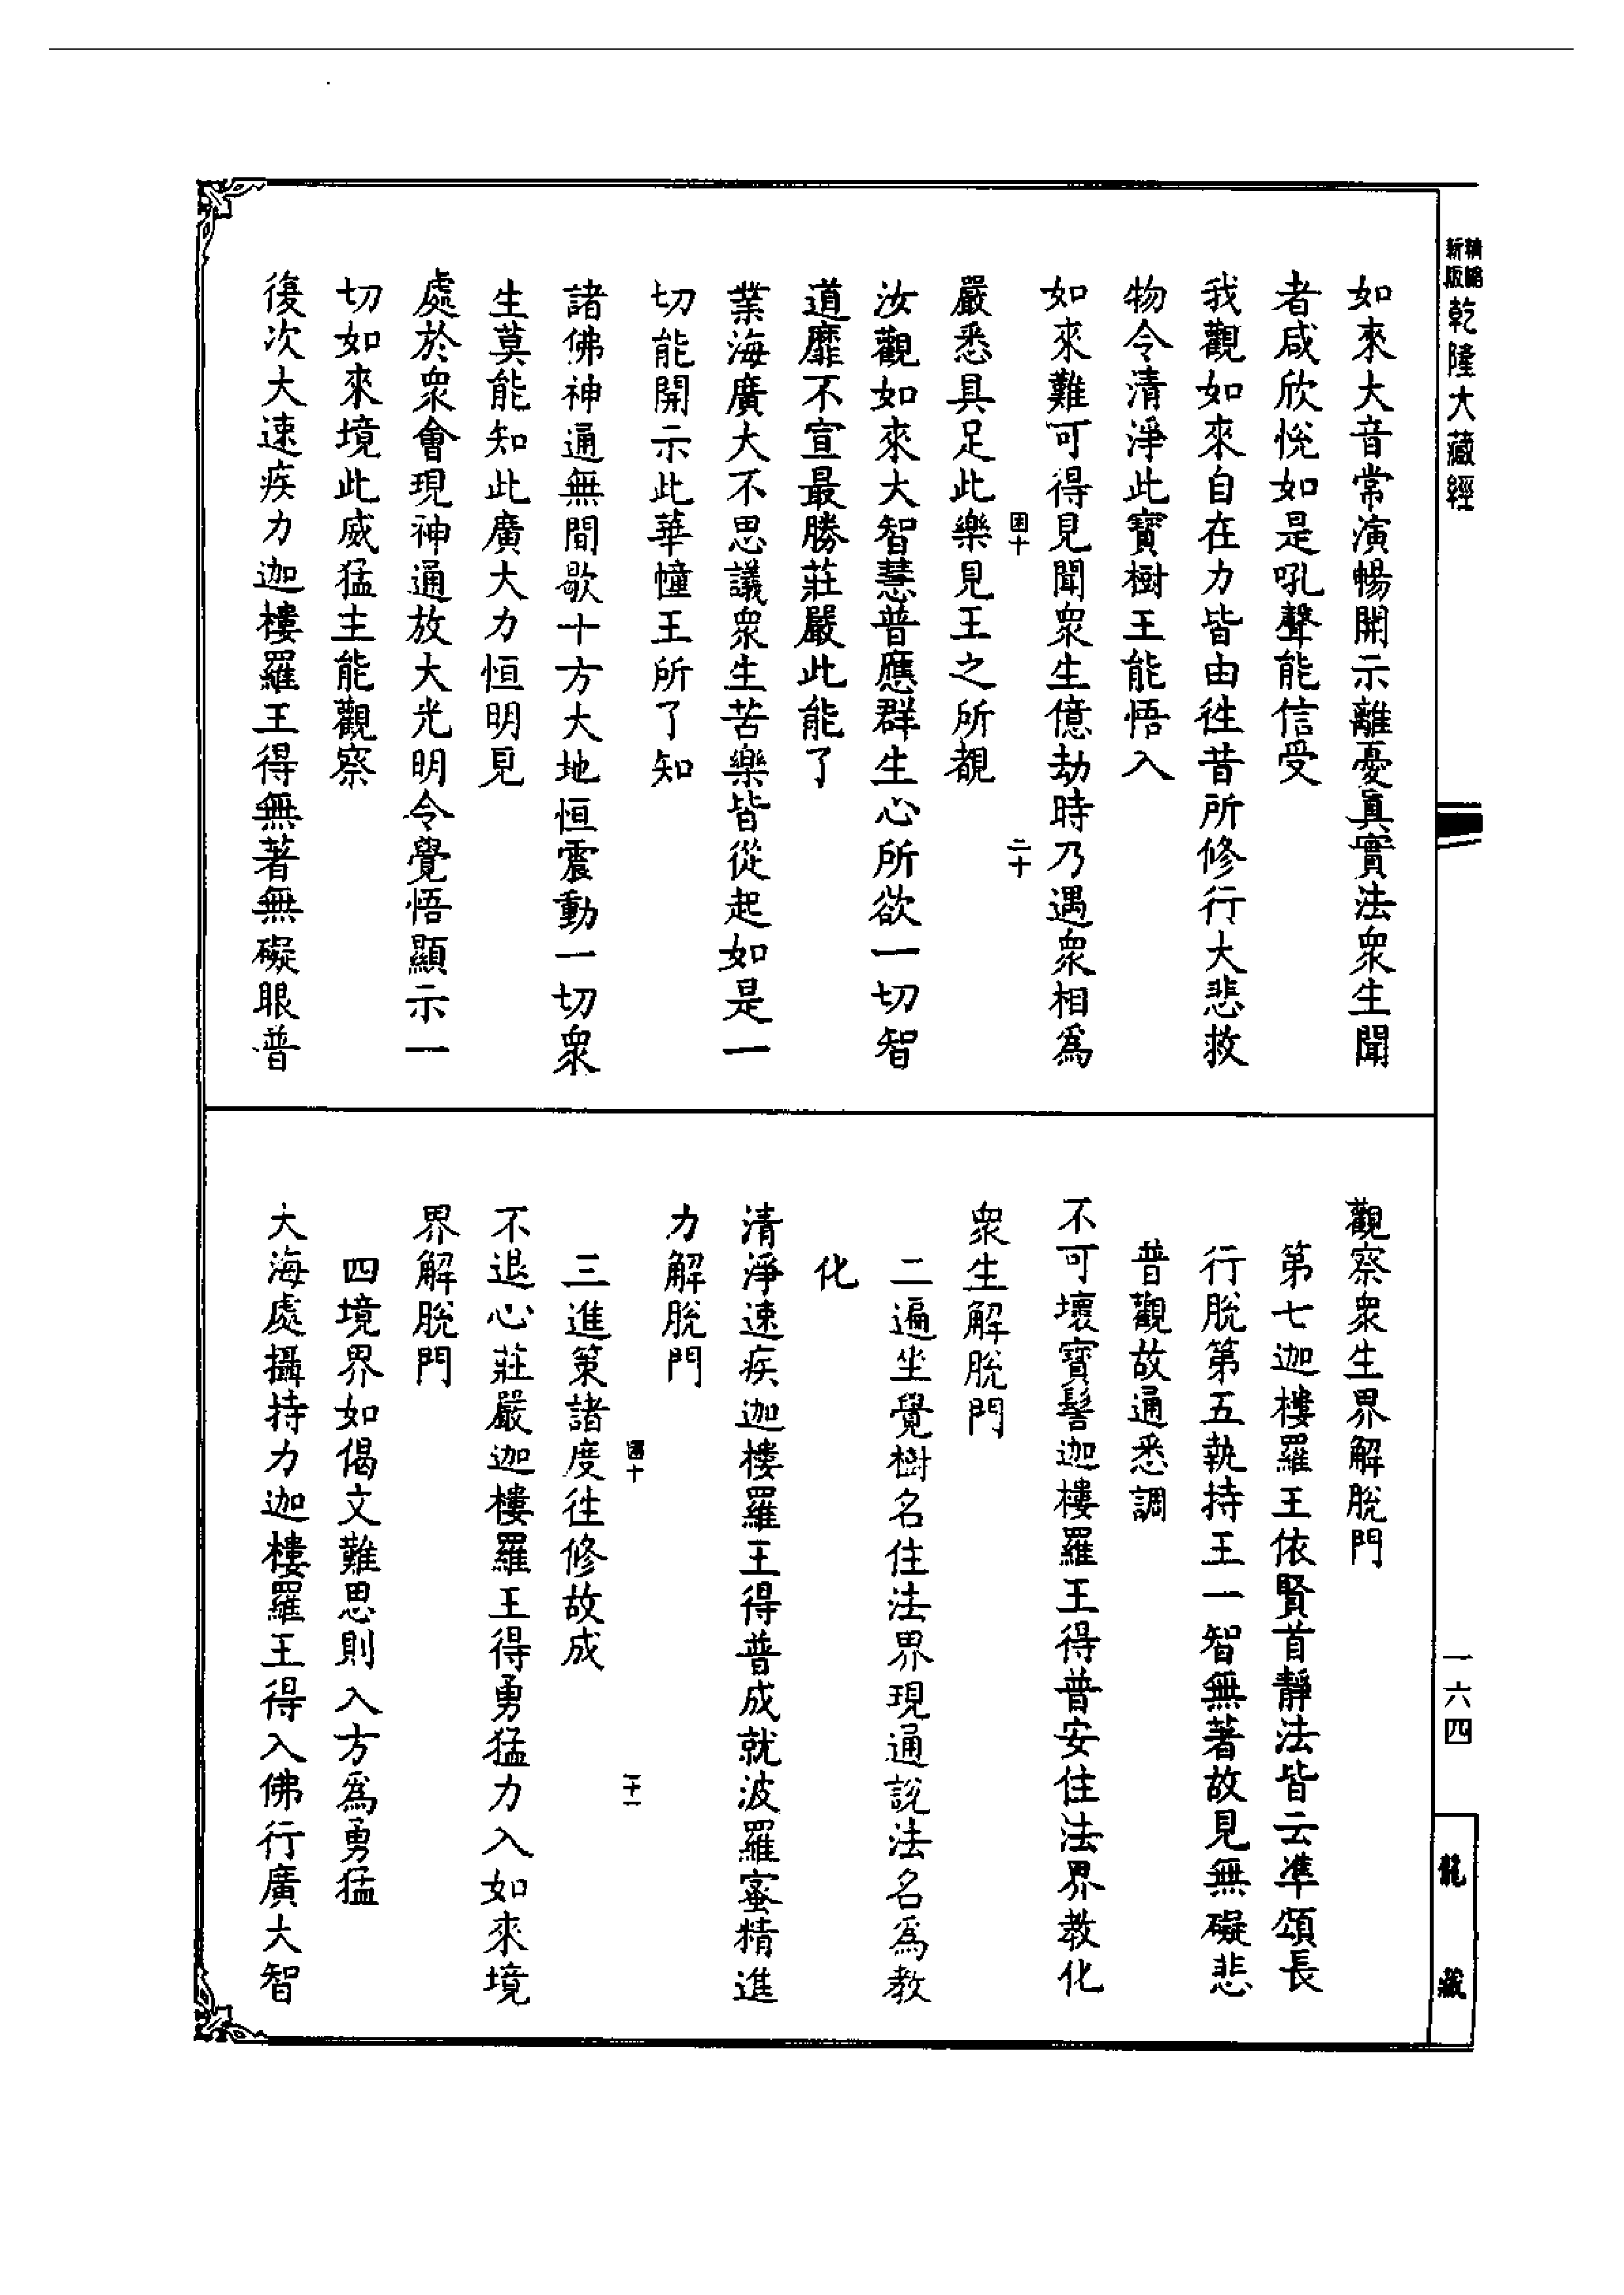 精縮
新版
乾隆大藏經
如來大音常演暢開示離憂真實法衆生聞
者咸欣悅如是吼聲能信受
我觀如來自在力皆由徃昔所修行大悲救
物令清淨此寳樹王能悟入
如來難可得見聞衆生億劫時乃遇衆相爲
十 二十
嚴悉具足此樂見王之所覩
汝觀如來大智慧普應群生心所欲一切智
道靡不宣最勝莊嚴此能了
業海廣大不思議衆生苦樂皆從起如是一
切能開示此華幢王所了知
諸佛神通無間歇十方大地恒震動一切衆
生莫能知此廣大力恒明見
處於衆會現神通放大光明令覺悟顯示一
切如來境此威猛主能觀察
復次大速疾力迦樓羅王得無著無礙眼普
觀察衆生界解脫門
第七迦樓羅王依賢首靜法皆云準頌長
行脫第五執持王一智無著故見無礙悲
普觀故通悉調
不可壞寳髻迦樓羅王得普安住法界教化
衆生解脫門
二遍坐覺樹名住法界現通說法名爲教
化
清淨速疾迦樓羅王得普成就波羅蜜精進
力解脫門
十 二十一
三進策諸度徃修故成
不退心莊嚴迦樓羅王得勇猛力入如來境
界解脫門
四境界如偈文難思則入方爲勇猛
大海處攝持力迦樓羅王得入佛行廣大智
一六四
龍藏